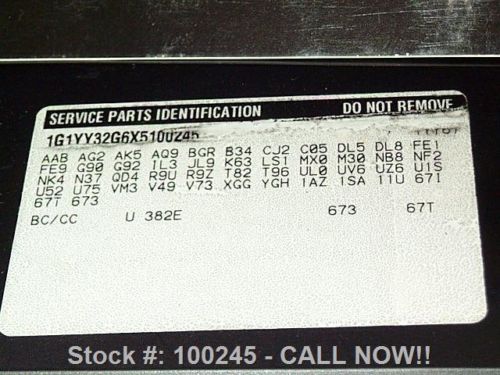 SERVICE PARTS IDENTIFICATION DO NOT REMOVE
1G1YY32G6X5100245
AAB AG2 AK5 AQ9 BGR B34 CJ2 C05 DL5 DL8 FE1
FE9 G90 G92 TL3 JL9 K63 LS1 MX0 M30 NB8 NF2
NK4 N37 QD4 R9U R9Z T82 T96 UL0 UV6 UZ6 U1S
U52 U75 VM3 V49 V73 XGG YGH 1AZ 1SA 11U 67I
67T 673
BC/CC U 382E 673 67T
Stock #: 100245 - CALL NOW!!